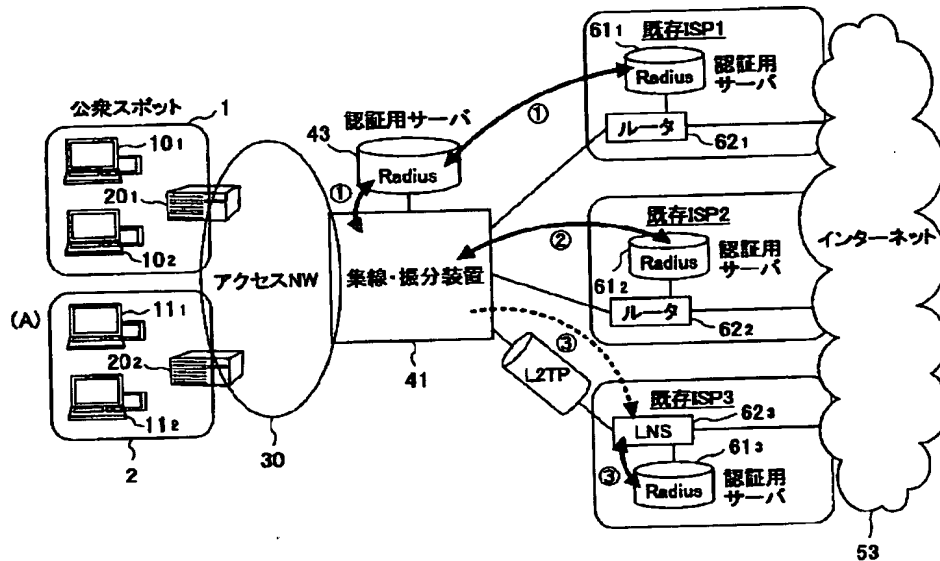 公衆スポット
1
10₁
20₁
10₂
(A)
11₁
20₂
11₂
2
アクセスNW
30
認証用サーバ
43
Radius
①
①
集線・振分装置
41
②
③
L2TP
既存ISP1
61₁
Radius
認証用
サーバ
ルータ
62₁
既存ISP2
Radius
認証用
サーバ
61₂
ルータ
62₂
既存ISP3
LNS
62₃
③
61₃
Radius
認証用
サーバ
インターネット
53